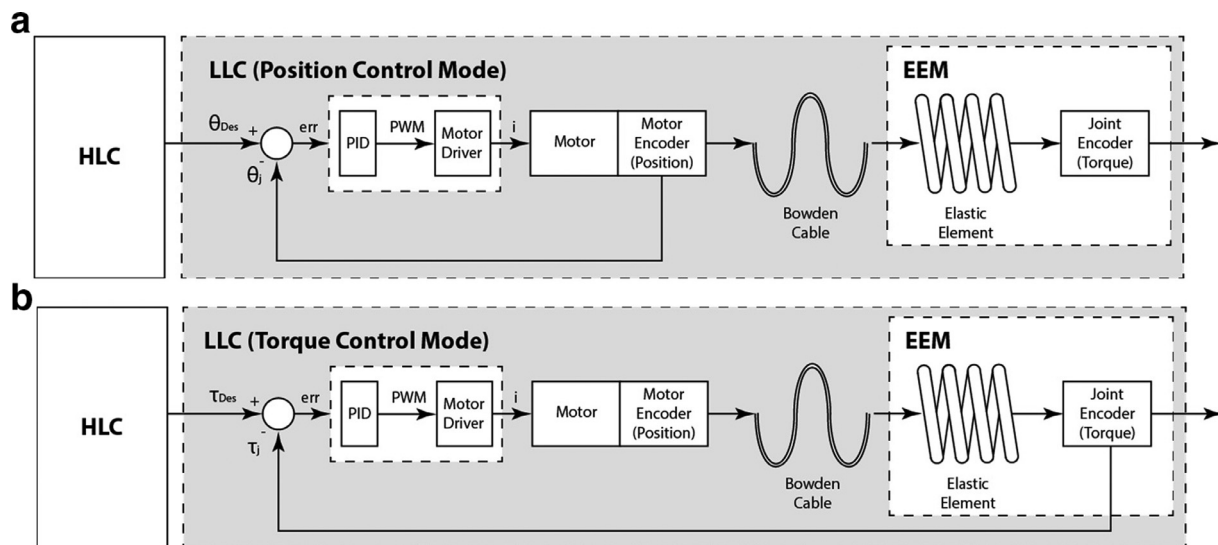 a
HLC
LLC (Position Control Mode)
θDes
+
-
θj
err
PID
PWM
Motor
Driver
i
Motor
Motor
Encoder
(Position)
Bowden
Cable
EEM
Elastic
Element
Joint
Encoder
(Torque)
b
HLC
LLC (Torque Control Mode)
τDes
+
-
τj
err
PID
PWM
Motor
Driver
i
Motor
Motor
Encoder
(Position)
Bowden
Cable
EEM
Elastic
Element
Joint
Encoder
(Torque)